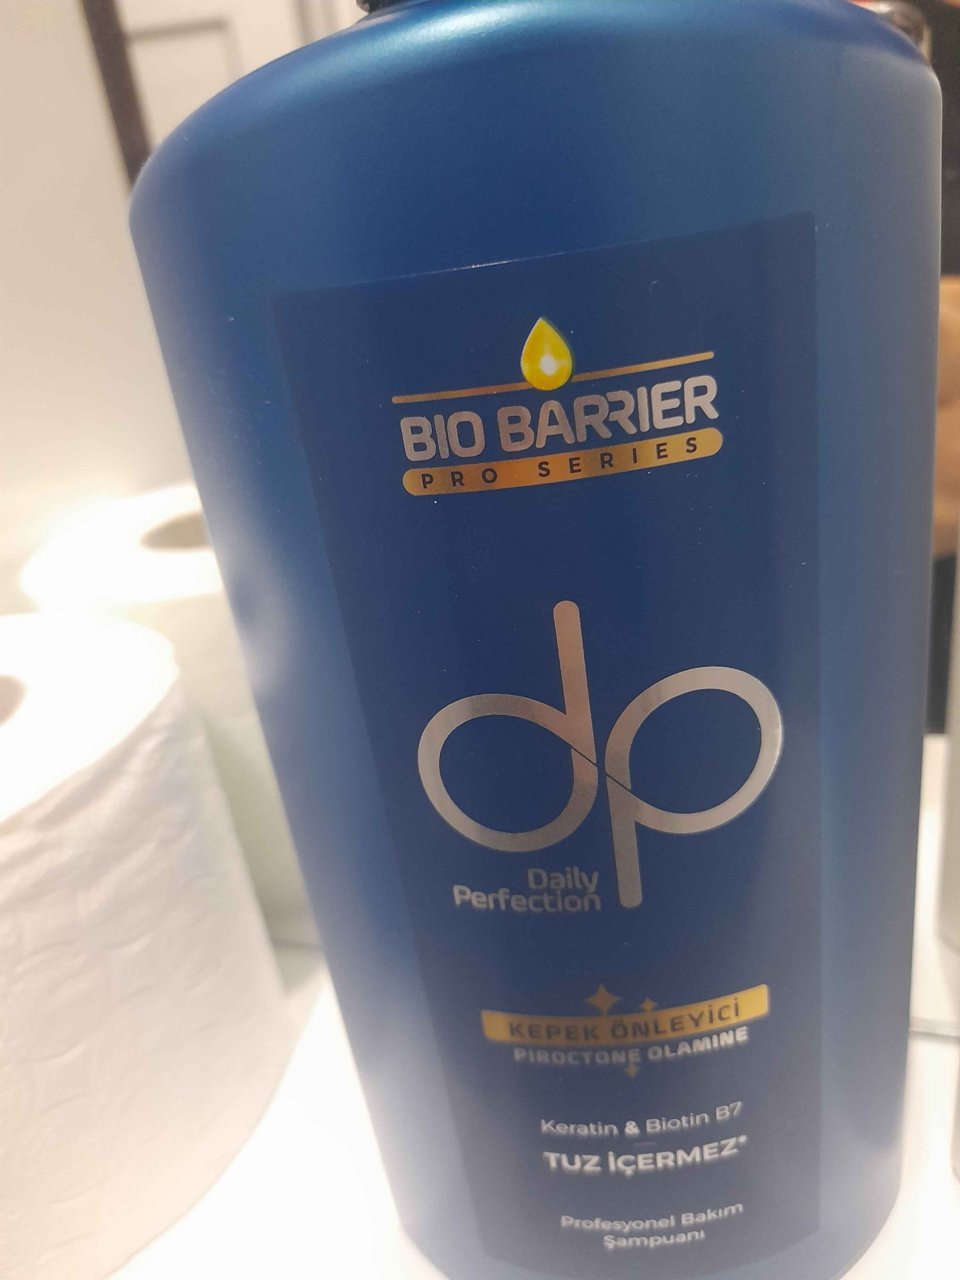 BIO BARRIER
PRO SERIES
dp
Daily
Perfection
KEPEK ÖNLEYİCİ
PIROCTONE OLAMINE
Keratin & Biotin B7
TUZ İÇERMEZ*
Profesyonel Bakım
Şampuanı